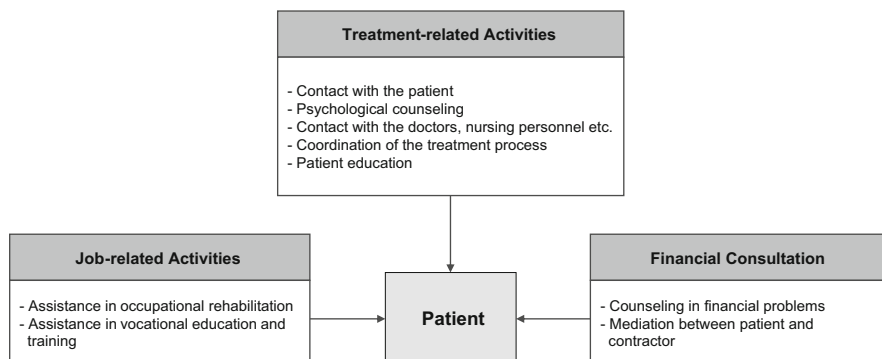 Treatment-related Activities
- Contact with the patient
- Psychological counseling
- Contact with the doctors, nursing personnel etc.
- Coordination of the treatment process
- Patient education
Job-related Activities
- Assistance in occupational rehabilitation
- Assistance in vocational education and
training
Patient
Financial Consultation
- Counseling in financial problems
- Mediation between patient and
contractor